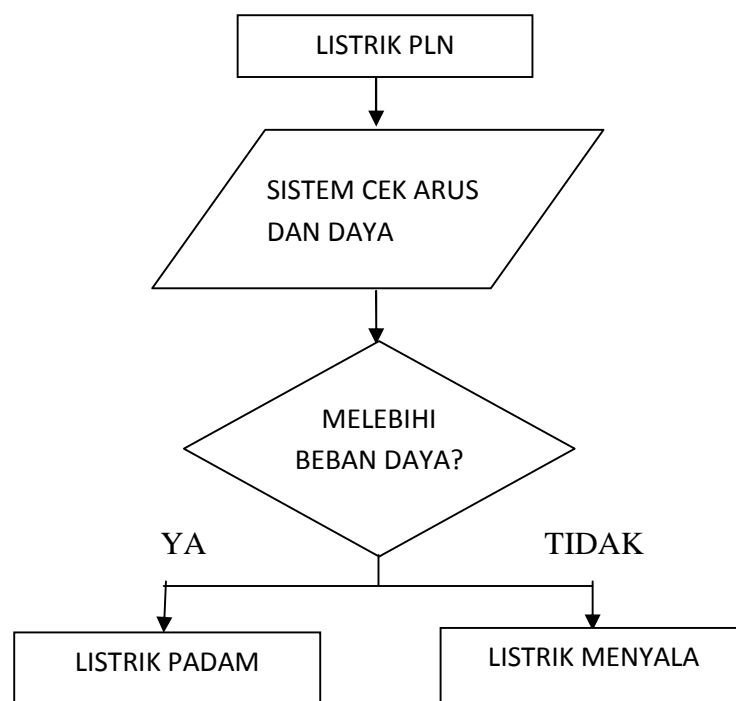 LISTRIK PLN
SISTEM CEK ARUS
DAN DAYA
MELEBIHI
BEBAN DAYA?
YA
TIDAK
LISTRIK PADAM
LISTRIK MENYALA